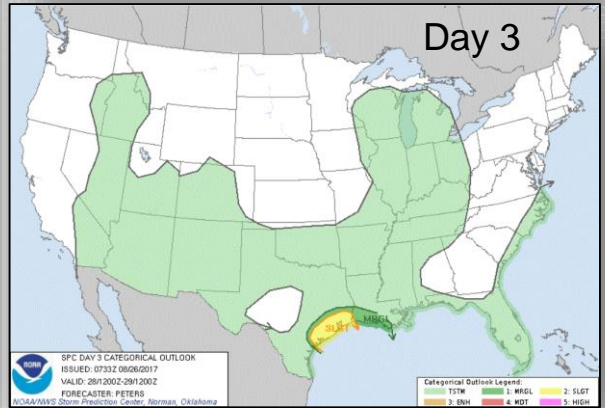 Day 3
MRGL
SLGT
NOAA
SPC DAY 3 CATEGORICAL OUTLOOK
ISSUED: 0733Z 08/26/2017
VALID: 28/1200Z-29/1200Z
FORECASTER: PETERS
NOAA/NWS Storm Prediction Center, Norman, Oklahoma
Categorical Outlook Legend:
TSTM 1: MRGL 2: SLGT
3: ENH 4: MDT 5: HIGH